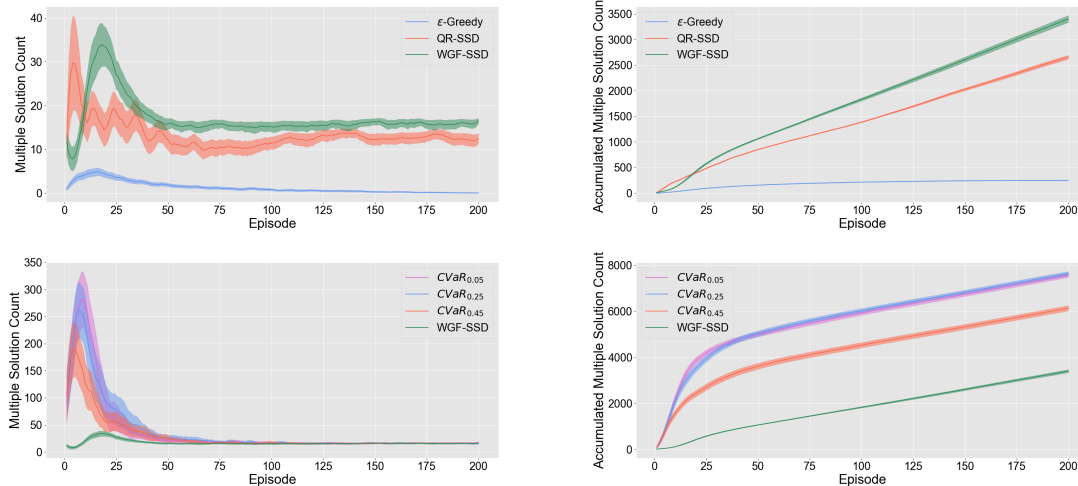 Multiple Solution Count
40
30
20
10
0
0 25 50 75 100 125 150 175 200
Episode
ε-Greedy
QR-SSD
WGF-SSD
Accumulated Multiple Solution Count
3500
3000
2500
2000
1500
1000
500
0
0 25 50 75 100 125 150 175 200
Episode
ε-Greedy
QR-SSD
WGF-SSD
Multiple Solution Count
350
300
250
200
150
100
50
0
0 25 50 75 100 125 150 175 200
Episode
CVaR0.05
CVaR0.25
CVaR0.45
WGF-SSD
Accumulated Multiple Solution Count
8000
6000
4000
2000
0
0 25 50 75 100 125 150 175 200
Episode
CVaR0.05
CVaR0.25
CVaR0.45
WGF-SSD